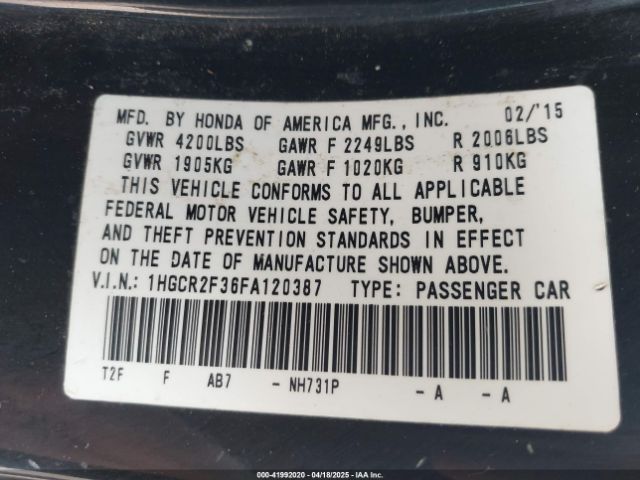 MFD. BY HONDA OF AMERICA MFG., INC. 02/'15
GVWR 4200LBS GAWR F 2249LBS R 2006LBS
GVWR 1905KG GAWR F 1020KG R 910KG
THIS VEHICLE CONFORMS TO ALL APPLICABLE
FEDERAL MOTOR VEHICLE SAFETY, BUMPER,
AND THEFT PREVENTION STANDARDS IN EFFECT
ON THE DATE OF MANUFACTURE SHOWN ABOVE.
V.I.N.: 1HGCR2F36FA120387 TYPE: PASSENGER CAR
T2F F AB7 - NH731P - A - A
000-41992020 - 04/18/2025 - IAAI.com